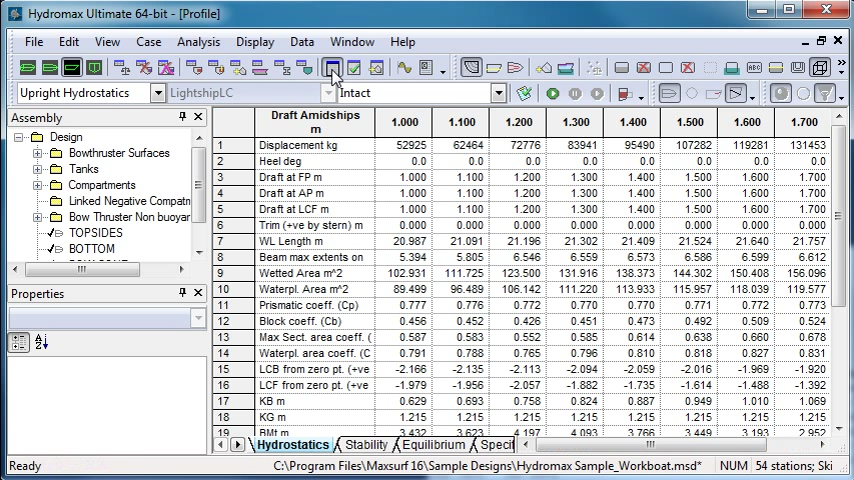 Hydromax Ultimate 64-bit - [Profile]
File Edit View Case Analysis Display Data Window Help
Upright Hydrostatics LightshipLC Intact
Assembly
Design
Bowthruster Surfaces
Tanks
Compartments
Linked Negative Compatn
Bow Thruster Non buoyar
TOPSIDES
BOTTOM
Properties
Draft Amidships m 1.000 1.100 1.200 1.300 1.400 1.500 1.600 1.700
1 Displacement kg 52925 62464 72776 83941 95490 107282 119281 131453
2 Heel deg 0.0 0.0 0.0 0.0 0.0 0.0 0.0 0.0
3 Draft at FP m 1.000 1.100 1.200 1.300 1.400 1.500 1.600 1.700
4 Draft at AP m 1.000 1.100 1.200 1.300 1.400 1.500 1.600 1.700
5 Draft at LCF m 1.000 1.100 1.200 1.300 1.400 1.500 1.600 1.700
6 Trim (+ve by stern) m 0.000 0.000 0.000 0.000 0.000 0.000 0.000 0.000
7 WL Length m 20.987 21.091 21.196 21.302 21.409 21.524 21.640 21.757
8 Beam max extents on 5.394 5.805 6.546 6.559 6.573 6.586 6.599 6.612
9 Wetted Area m^2 102.931 111.725 123.500 131.916 138.373 144.302 150.408 156.096
10 Waterpl. Area m^2 89.499 96.489 106.142 111.220 113.933 115.957 118.039 119.577
11 Prismatic coeff. (Cp) 0.777 0.776 0.772 0.770 0.770 0.771 0.772 0.773
12 Block coeff. (Cb) 0.456 0.452 0.426 0.451 0.473 0.492 0.509 0.524
13 Max Sect. area coeff. ( 0.587 0.583 0.552 0.585 0.614 0.638 0.660 0.678
14 Waterpl. area coeff. (C 0.791 0.788 0.765 0.796 0.810 0.818 0.827 0.831
15 LCB from zero pt. (+ve -2.166 -2.135 -2.113 -2.094 -2.059 -2.016 -1.969 -1.920
16 LCF from zero pt. (+ve -1.979 -1.956 -2.057 -1.882 -1.735 -1.614 -1.488 -1.392
17 KB m 0.629 0.693 0.758 0.824 0.887 0.949 1.010 1.069
18 KG m 1.215 1.215 1.215 1.215 1.215 1.215 1.215 1.215
19 BMt m 3.432 3.623 4.197 4.093 3.766 3.449 3.193 2.952
Hydrostatics Stability Equilibrium Speci
Ready C:\Program Files\Maxsurf 16\Sample Designs\Hydromax Sample_Workboat.msd* NUM 54 stations; Ski